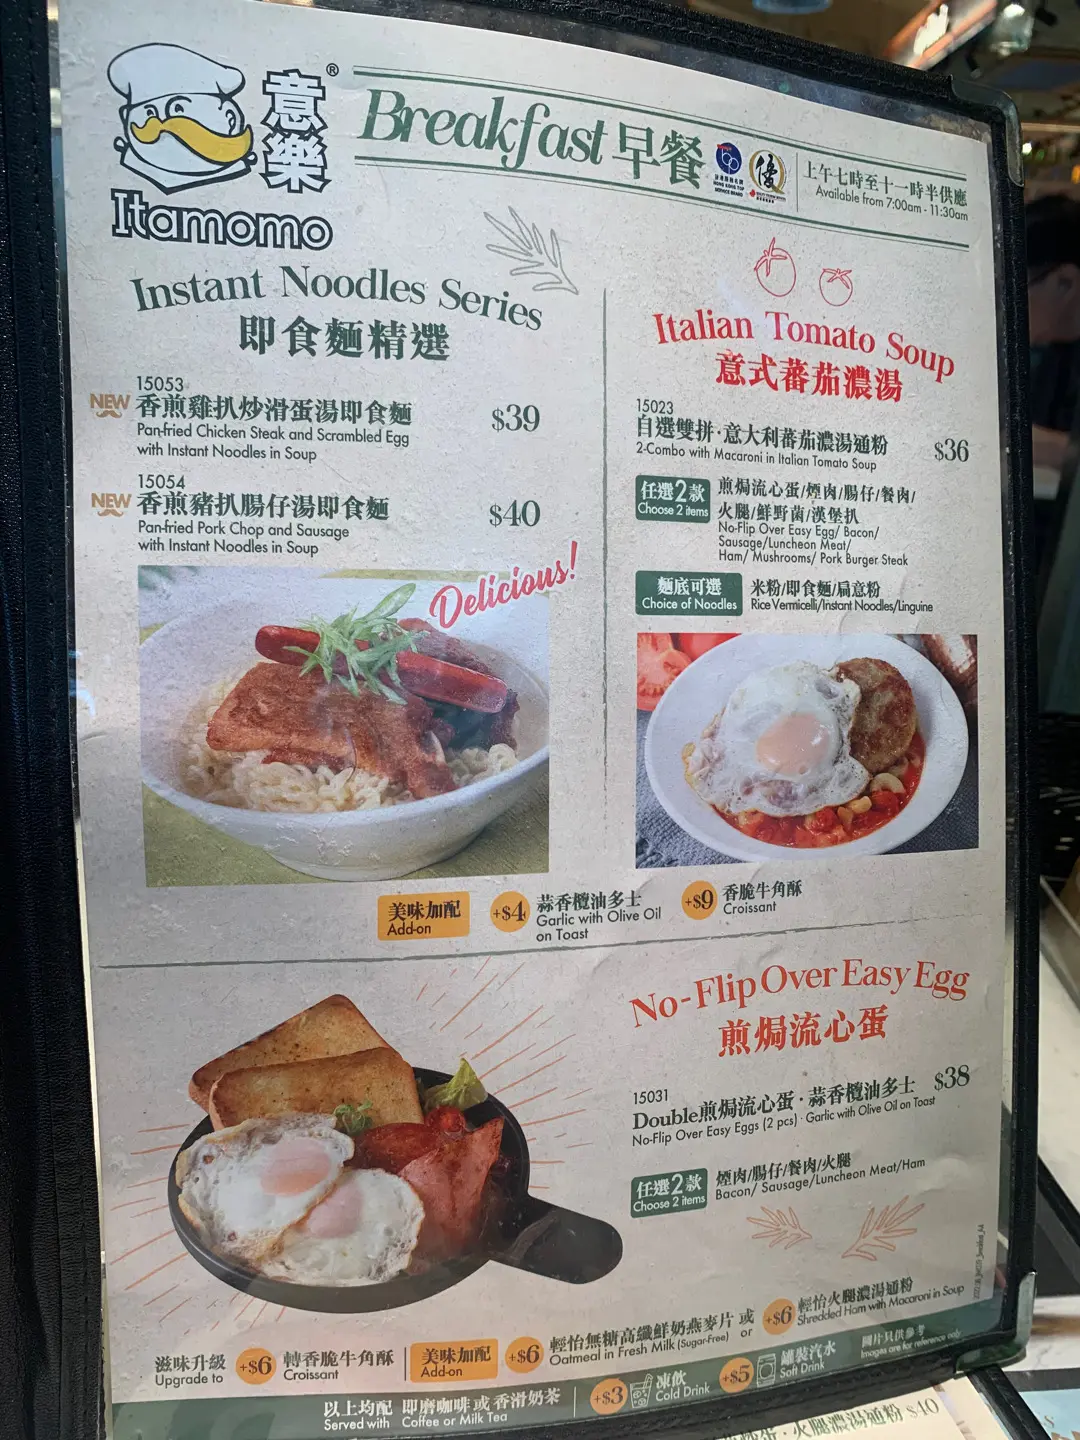 意樂®
Itamomo
Breakfast 早餐
上午七時至十一時半供應
Available from 7:00am - 11:30am
Instant Noodles Series
即食麵精選
15053
NEW 香煎雞扒炒滑蛋湯即食麵 $39
Pan-fried Chicken Steak and Scrambled Egg
with Instant Noodles in Soup
15054
NEW 香煎豬扒腸仔湯即食麵 $40
Pan-fried Pork Chop and Sausage
with Instant Noodles in Soup
Delicious!
Italian Tomato Soup
意式蕃茄濃湯
15023
自選雙拼·意大利蕃茄濃湯通粉 $36
2-Combo with Macaroni in Italian Tomato Soup
任選2款
Choose 2 items
煎焗流心蛋/煙肉/腸仔/餐肉/
火腿/鮮野菌/漢堡扒
No-Flip Over Easy Egg/ Bacon/
Sausage/Luncheon Meat/
Ham/ Mushrooms/ Pork Burger Steak
麵底可選
Choice of Noodles
米粉/即食麵/扁意粉
Rice Vermicelli/Instant Noodles/Linguine
美味加配
Add-on
+$4 蒜香欖油多士
Garlic with Olive Oil
on Toast
+$9 香脆牛角酥
Croissant
No-Flip Over Easy Egg
煎焗流心蛋
15031
Double煎焗流心蛋·蒜香欖油多士 $38
No-Flip Over Easy Eggs (2 pcs) · Garlic with Olive Oil on Toast
任選2款
Choose 2 items
煙肉/腸仔/餐肉/火腿
Bacon/ Sausage/Luncheon Meat/Ham
滋味升級
Upgrade to
+$6 轉香脆牛角酥
Croissant
美味加配
Add-on
+$6 輕怡無糖高纖鮮奶燕麥片 或
Oatmeal in Fresh Milk (Sugar-Free) or
+$6 輕怡火腿濃湯通粉
Shredded Ham with Macaroni in Soup
以上均配 即磨咖啡 或 香滑奶茶
Served with Coffee or Milk Tea
+$3 凍飲
Cold Drink
+$5 罐裝汽水
Soft Drink
圖片只供參考
Images are for reference only
火腿濃湯通粉 $40